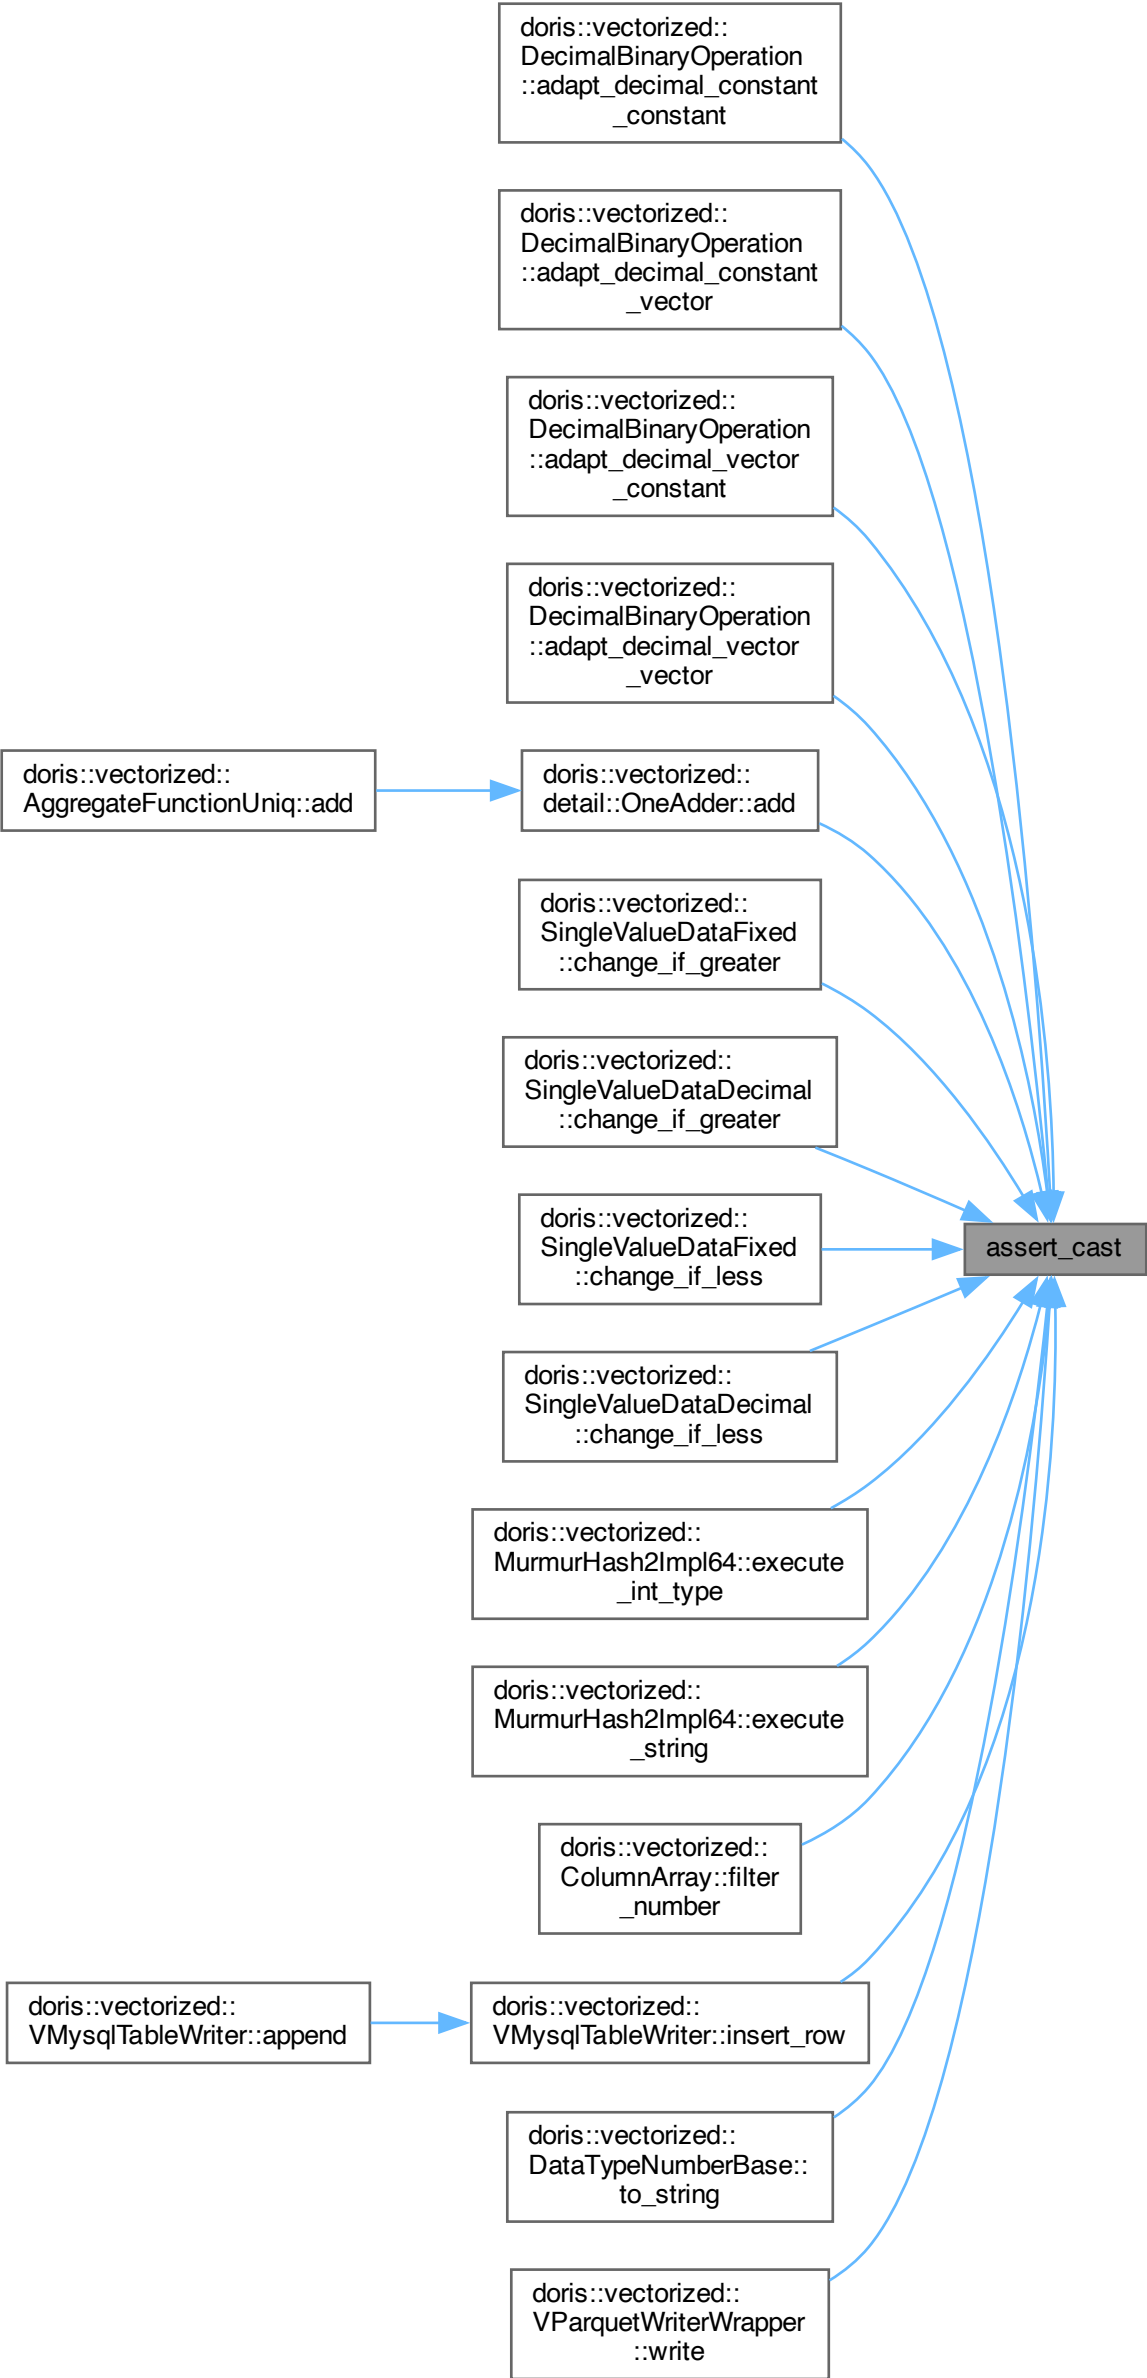 doris::vectorized::
DecimalBinaryOperation
::adapt_decimal_constant
_constant
doris::vectorized::
DecimalBinaryOperation
::adapt_decimal_constant
_vector
doris::vectorized::
DecimalBinaryOperation
::adapt_decimal_vector
_constant
doris::vectorized::
DecimalBinaryOperation
::adapt_decimal_vector
_vector
doris::vectorized::
AggregateFunctionUniq::add
doris::vectorized::
detail::OneAdder::add
doris::vectorized::
SingleValueDataFixed
::change_if_greater
doris::vectorized::
SingleValueDataDecimal
::change_if_greater
doris::vectorized::
SingleValueDataFixed
::change_if_less
assert_cast
doris::vectorized::
SingleValueDataDecimal
::change_if_less
doris::vectorized::
MurmurHash2Impl64::execute
_int_type
doris::vectorized::
MurmurHash2Impl64::execute
_string
doris::vectorized::
ColumnArray::filter
_number
doris::vectorized::
VMysqlTableWriter::append
doris::vectorized::
VMysqlTableWriter::insert_row
doris::vectorized::
DataTypeNumberBase::
to_string
doris::vectorized::
VParquetWriterWrapper
::write